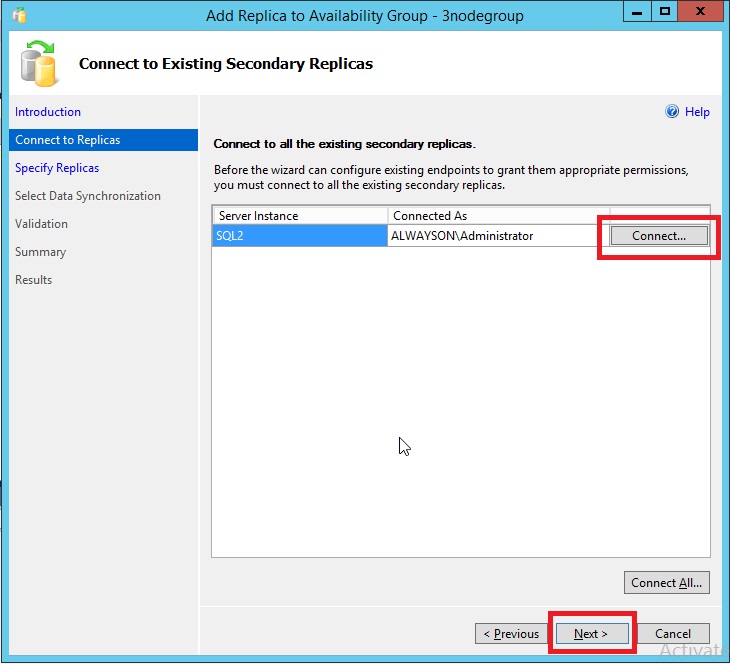 Add Replica to Availability Group - 3nodegroup
X
Connect to Existing Secondary Replicas
Introduction
Connect to Replicas
Specify Replicas
Select Data Synchronization
Validation
Summary
Results
? Help
Connect to all the existing secondary replicas.
Before the wizard can configure existing endpoints to grant them appropriate permissions,
you must connect to all the existing secondary replicas.
Server Instance Connected As
SQL2 ALWAYSON\Administrator Connect...
Connect All...
< Previous Next > Cancel
Activate